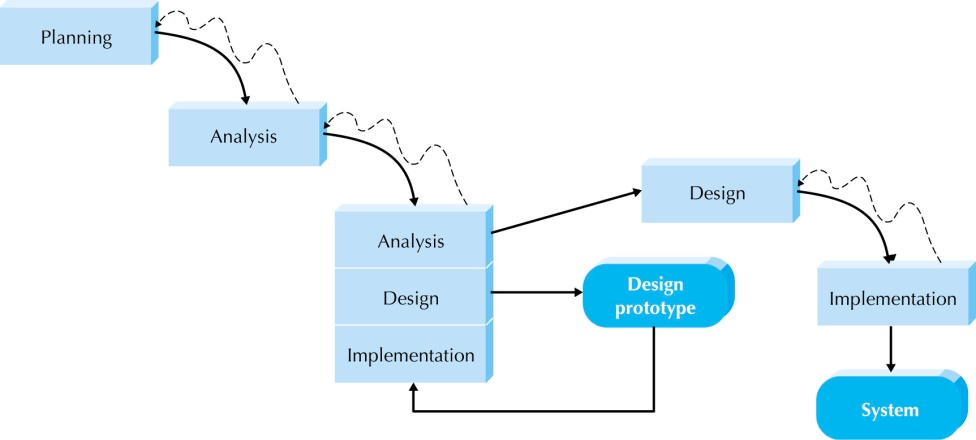 Planning
Analysis
Analysis
Design
Implementation
Design
prototype
Design
Implementation
System